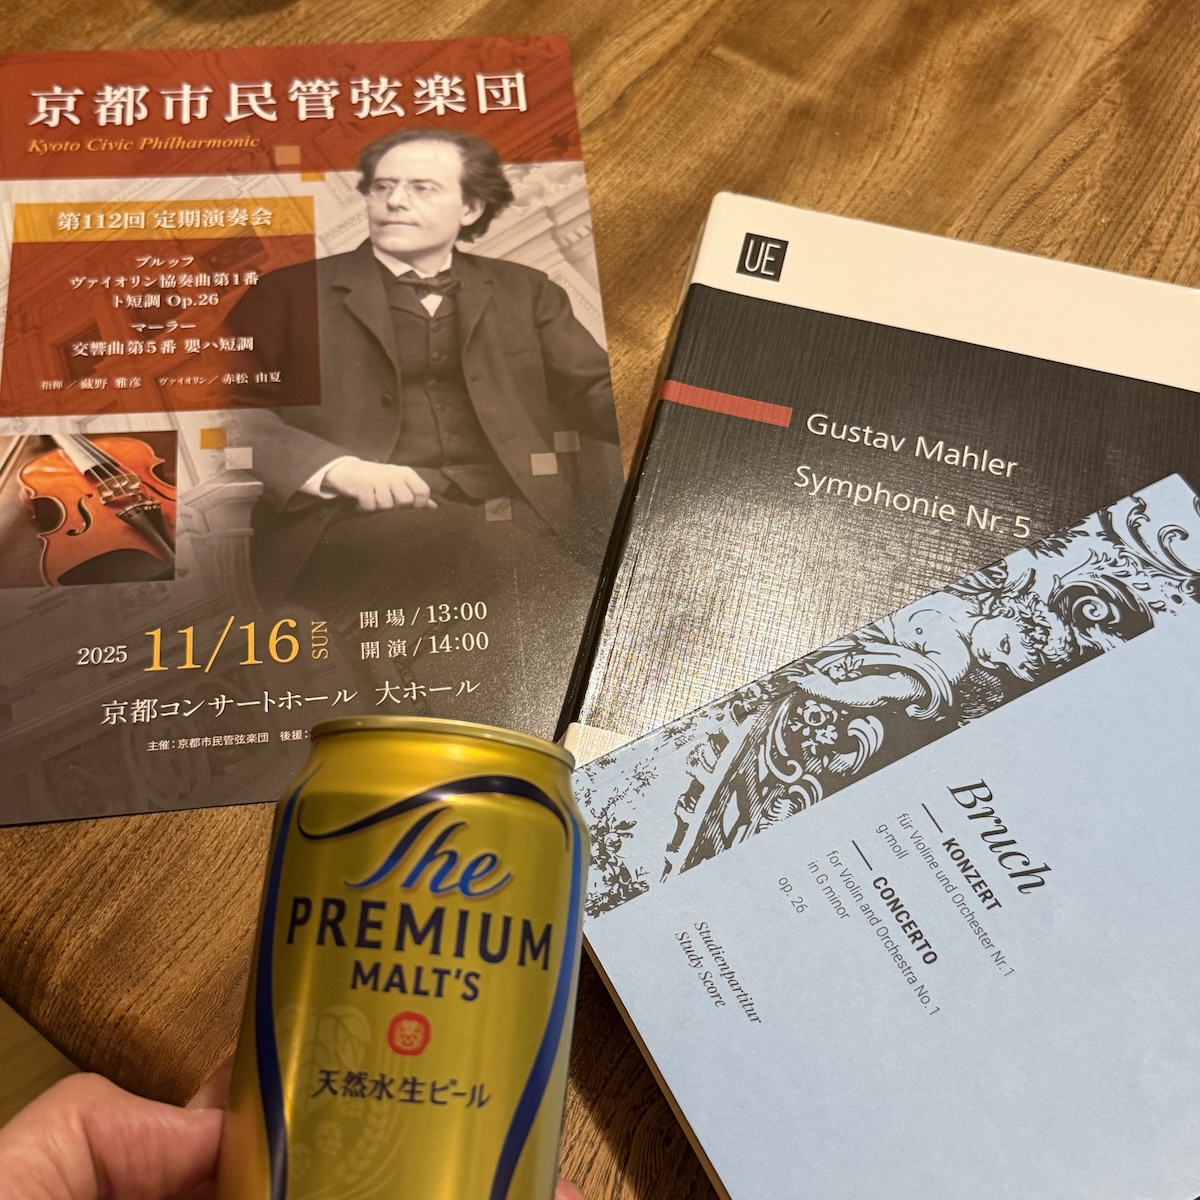 京都市民管弦楽団
Kyoto Civic Philharmonic
第112回 定期演奏会
ブルッフ
ヴァイオリン協奏曲第1番
ト短調 Op.26
マーラー
交響曲第5番 嬰ハ短調
指揮／蔵野 雅彦 ヴァイオリン／赤松 由夏
2025 11/16 SUN
開場/13:00
開演/14:00
京都コンサートホール 大ホール
主催:京都市民管弦楽団 後援:
UE
Gustav Mahler
Symphonie Nr. 5
Bruch
KONZERT
für Violine und Orchester Nr. 1
g-moll
CONCERTO
for Violin and Orchestra No. 1
in G minor
op. 26
Studienpartitur
Study Score
The
PREMIUM
MALT'S
天然水生ビール